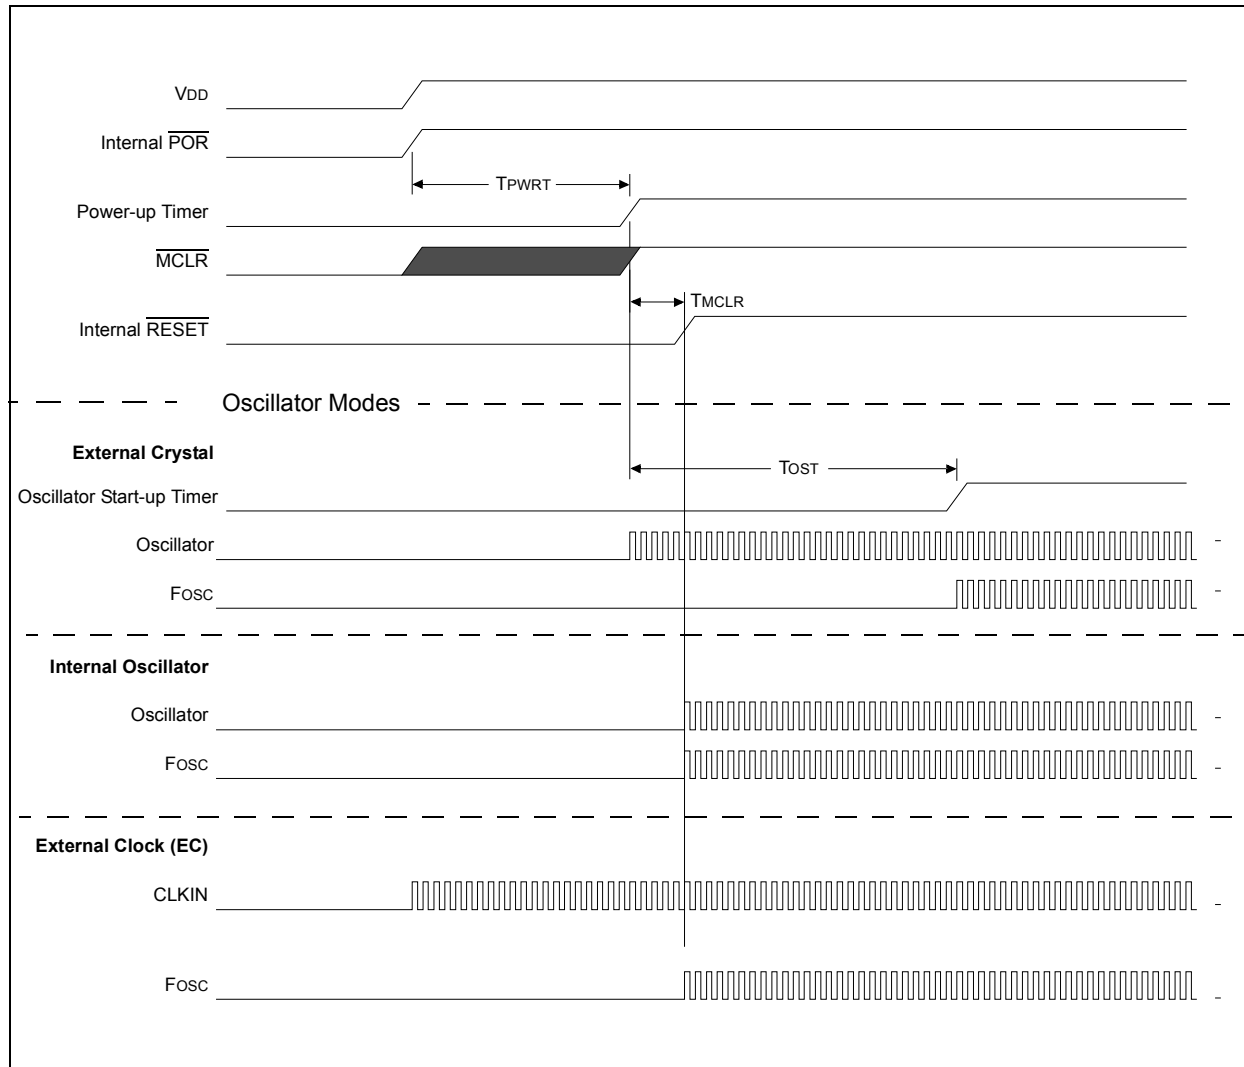 VDD
Internal POR
TPWRT
Power-up Timer
MCLR
TMCLR
Internal RESET
Oscillator Modes
External Crystal
TOST
Oscillator Start-up Timer
Oscillator
FOSC
Internal Oscillator
Oscillator
FOSC
External Clock (EC)
CLKIN
FOSC